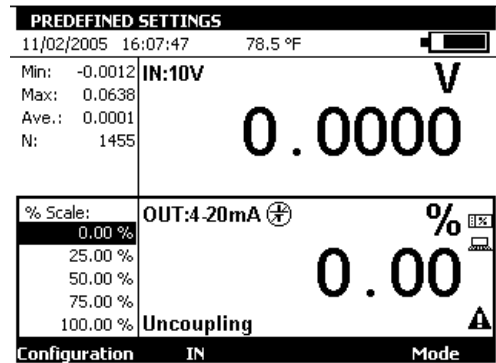 PREDEFINED SETTINGS
11/02/2005 16:07:47 78.5 °F
Min: -0.0012
Max: 0.0638
Ave.: 0.0001
N: 1455
IN:10V
V
0.0000
% Scale:
0.00 %
25.00 %
50.00 %
75.00 %
100.00 %
OUT:4-20mA
%
0.00
Uncoupling
Configuration IN Mode